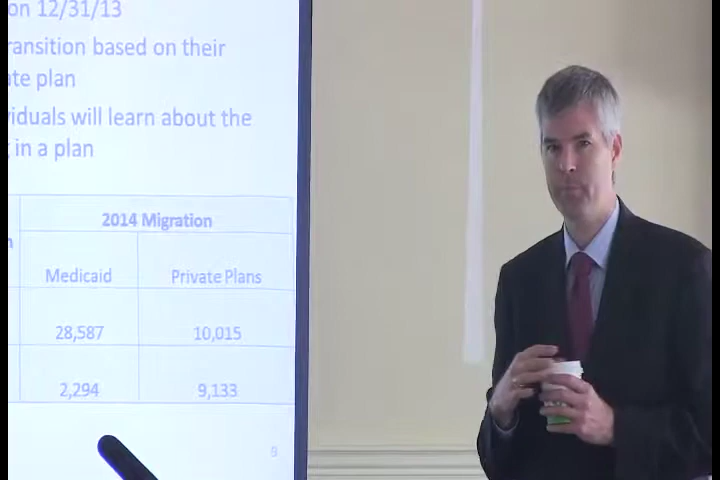 on 12/31/13
ransition based on their
ate plan
viduals will learn about the
in a plan
2014 Migration
Medicaid Private Plans
28,587 10,015
2,294 9,133
9